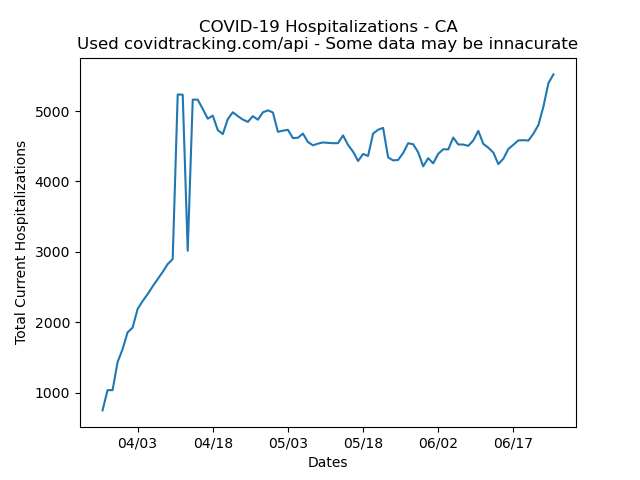 COVID-19 Hospitalizations - CA
Used covidtracking.com/api - Some data may be innacurate
Total Current Hospitalizations
5000
4000
3000
2000
1000
04/03 04/18 05/03 05/18 06/02 06/17
Dates